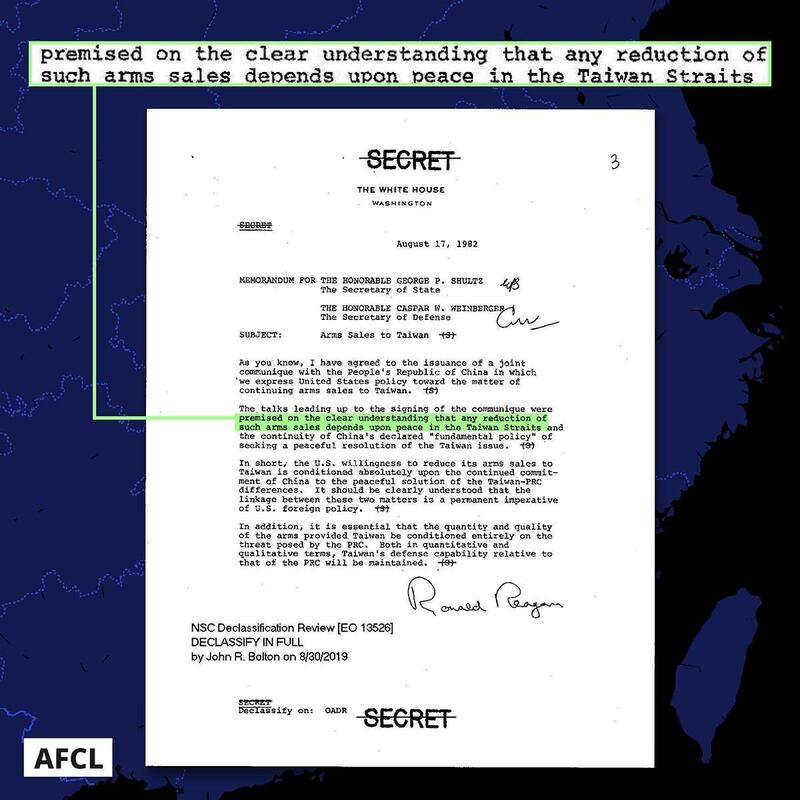 premised on the clear understanding that any reduction of
such arms sales depends upon peace in the Taiwan Straits
SECRET
3
THE WHITE HOUSE
WASHINGTON
SECRET
August 17, 1982
MEMORANDUM FOR THE HONORABLE GEORGE P. SHULTZ
The Secretary of State
THE HONORABLE CASPAR W. WEINBERGER
The Secretary of Defense
SUBJECT: Arms Sales to Taiwan (S)
As you know, I have agreed to the issuance of a joint
communique with the People's Republic of China in which
we express United States policy toward the matter of
continuing arms sales to Taiwan. (S)
The talks leading up to the signing of the communique were
premised on the clear understanding that any reduction of
such arms sales depends upon peace in the Taiwan Straits and
the continuity of China's declared "fundamental policy" of
seeking a peaceful resolution of the Taiwan issue. (S)
In short, the U.S. willingness to reduce its arms sales to
Taiwan is conditioned absolutely upon the continued commit-
ment of China to the peaceful solution of the Taiwan-PRC
differences. It should be clearly understood that the
linkage between these two matters is a permanent imperative
of U.S. foreign policy. (S)
In addition, it is essential that the quantity and quality
of the arms provided Taiwan be conditioned entirely on the
threat posed by the PRC. Both in quantitative and
qualitative terms, Taiwan's defense capability relative to
that of the PRC will be maintained. (S)
Ronald Reagan
NSC Declassification Review [EO 13526]
DECLASSIFY IN FULL
by John R. Bolton on 8/30/2019
SECRET
Declassify on: OADR
SECRET
AFCL